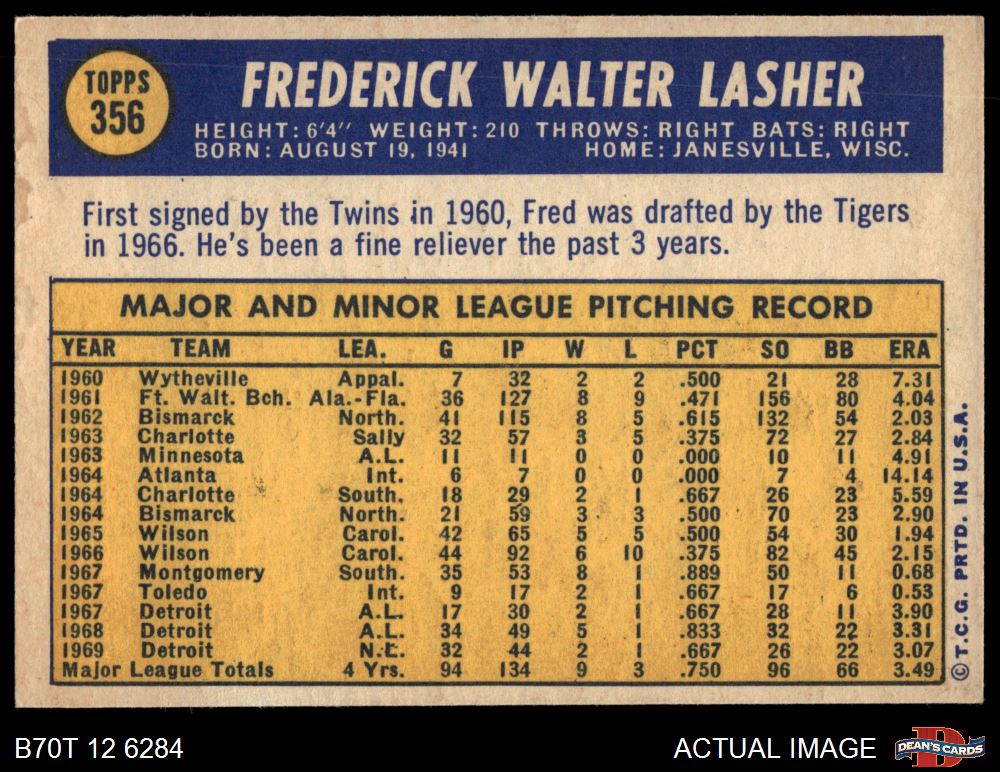 TOPPS
356
FREDERICK WALTER LASHER
HEIGHT: 6'4" WEIGHT: 210 THROWS: RIGHT BATS: RIGHT
BORN: AUGUST 19, 1941 HOME: JANESVILLE, WISC.
First signed by the Twins in 1960, Fred was drafted by the Tigers
in 1966. He's been a fine reliever the past 3 years.
MAJOR AND MINOR LEAGUE PITCHING RECORD
YEAR TEAM LEA. G IP W L PCT SO BB ERA
1960 Wytheville Appal. 7 32 2 2 .500 21 28 7.31
1961 Ft. Walt. Bch. Ala.-Fla. 36 127 8 9 .471 156 80 4.04
1962 Bismarck North. 41 115 8 5 .615 132 54 2.03
1963 Charlotte Sally 32 57 3 5 .375 72 27 2.84
1963 Minnesota A.L. 11 11 0 0 .000 10 11 4.91
1964 Atlanta Int. 6 7 0 0 .000 7 4 14.14
1964 Charlotte South. 18 29 2 1 .667 26 23 5.59
1964 Bismarck North. 21 59 3 3 .500 70 23 2.90
1965 Wilson Carol. 42 65 5 5 .500 54 30 1.94
1966 Wilson Carol. 44 92 6 10 .375 82 45 2.15
1967 Montgomery South. 35 53 8 1 .889 50 11 0.68
1967 Toledo Int. 9 17 2 1 .667 17 6 0.53
1967 Detroit A.L. 17 30 2 1 .667 28 11 3.90
1968 Detroit A.L. 34 49 5 1 .833 32 22 3.31
1969 Detroit N.L. 32 44 2 1 .667 26 22 3.07
Major League Totals 4 Yrs. 94 134 9 3 .750 96 66 3.49
© T.C.G. PRTD. IN U.S.A.
B70T 12 6284
ACTUAL IMAGE
D
DEAN'S CARDS